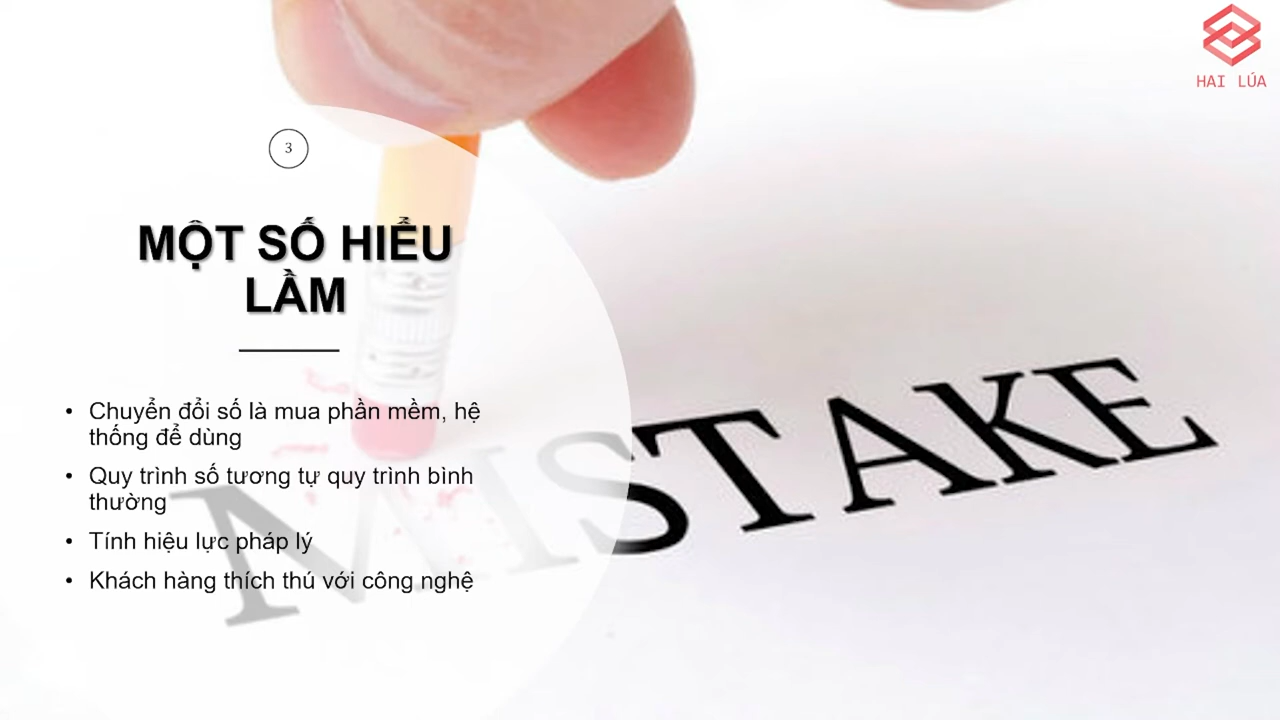 HAI LÚA
3
MỘT SỐ HIỂU
LẦM
• Chuyển đổi số là mua phần mềm, hệ
thống để dùng
• Quy trình số tương tự quy trình bình
thường
• Tính hiệu lực pháp lý
• Khách hàng thích thú với công nghệ
MISTAKE